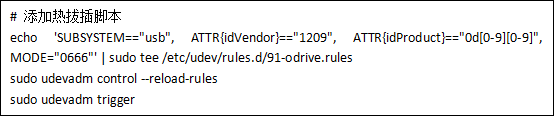 # 添加热拔插脚本
echo 'SUBSYSTEM=="usb", ATTR{idVendor}=="1209", ATTR{idProduct}=="0d[0-9][0-9]",
MODE="0666"' | sudo tee /etc/udev/rules.d/91-odrive.rules
sudo udevadm control --reload-rules
sudo udevadm trigger